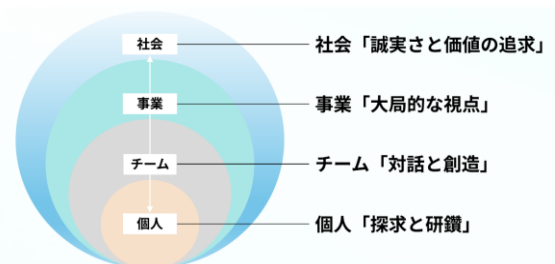 社会 社会「誠実さと価値の追求」
事業 事業「大局的な視点」
チーム チーム「対話と創造」
個人 個人「探求と研鑽」